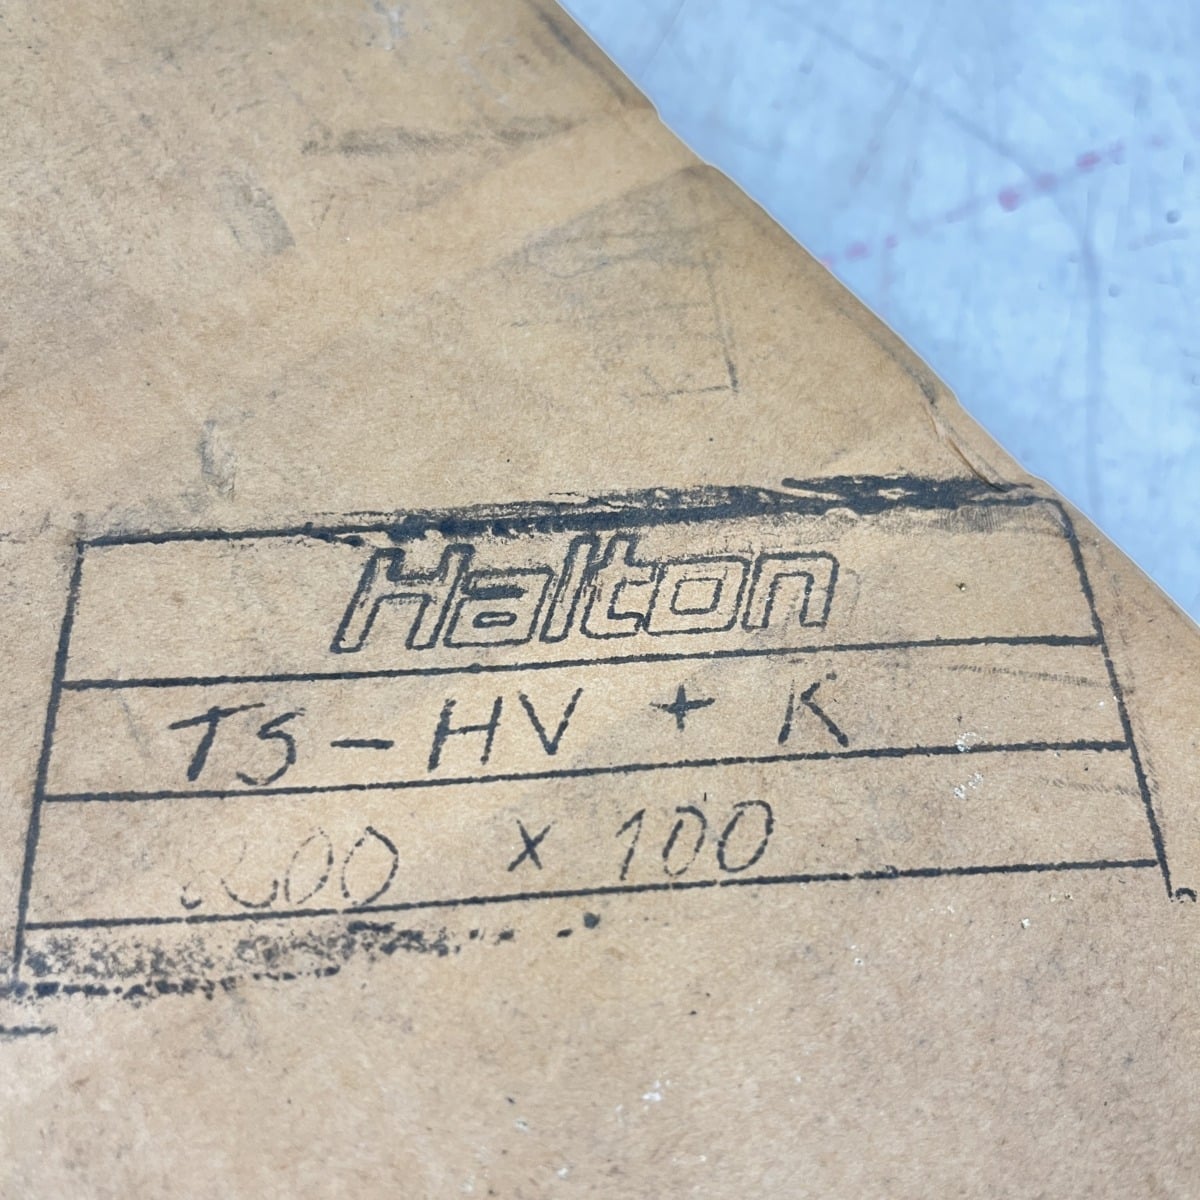 Halton
TS - HV + K
x 100